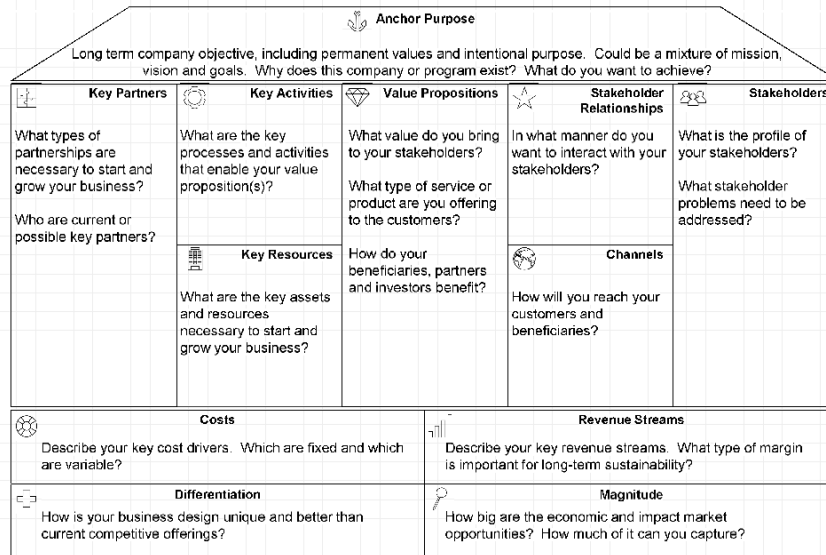 Anchor Purpose
Long term company objective, including permanent values and intentional purpose. Could be a mixture of mission,
vision and goals. Why does this company or program exist? What do you want to achieve?
Key Partners
What types of
partnerships are
necessary to start and
grow your business?
Who are current or
possible key partners?
Key Activities
What are the key
processes and activities
that enable your value
proposition(s)?
Key Resources
What are the key assets
and resources
necessary to start and
grow your business?
Value Propositions
What value do you bring
to your stakeholders?
What type of service or
product are you offering
to the customers?
How do your
beneficiaries, partners
and investors benefit?
Stakeholder
Relationships
In what manner do you
want to interact with your
stakeholders?
Channels
How will you reach your
customers and
beneficiaries?
Stakeholders
What is the profile of
your stakeholders?
What stakeholder
problems need to be
addressed?
Costs
Describe your key cost drivers. Which are fixed and which
are variable?
Revenue Streams
Describe your key revenue streams. What type of margin
is important for long-term sustainability?
Differentiation
How is your business design unique and better than
current competitive offerings?
Magnitude
How big are the economic and impact market
opportunities? How much of it can you capture?